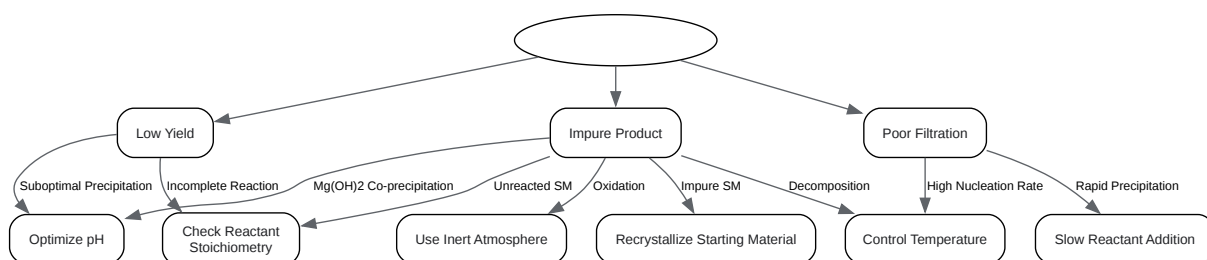 Low Yield
Impure Product
Poor Filtration
Suboptimal Precipitation
Incomplete Reaction
Mg(OH)2 Co-precipitation
Unreacted SM
Oxidation
Impure SM
Decomposition
High Nucleation Rate
Rapid Precipitation
Optimize pH
Check Reactant
Stoichiometry
Use Inert Atmosphere
Recrystallize Starting Material
Control Temperature
Slow Reactant Addition